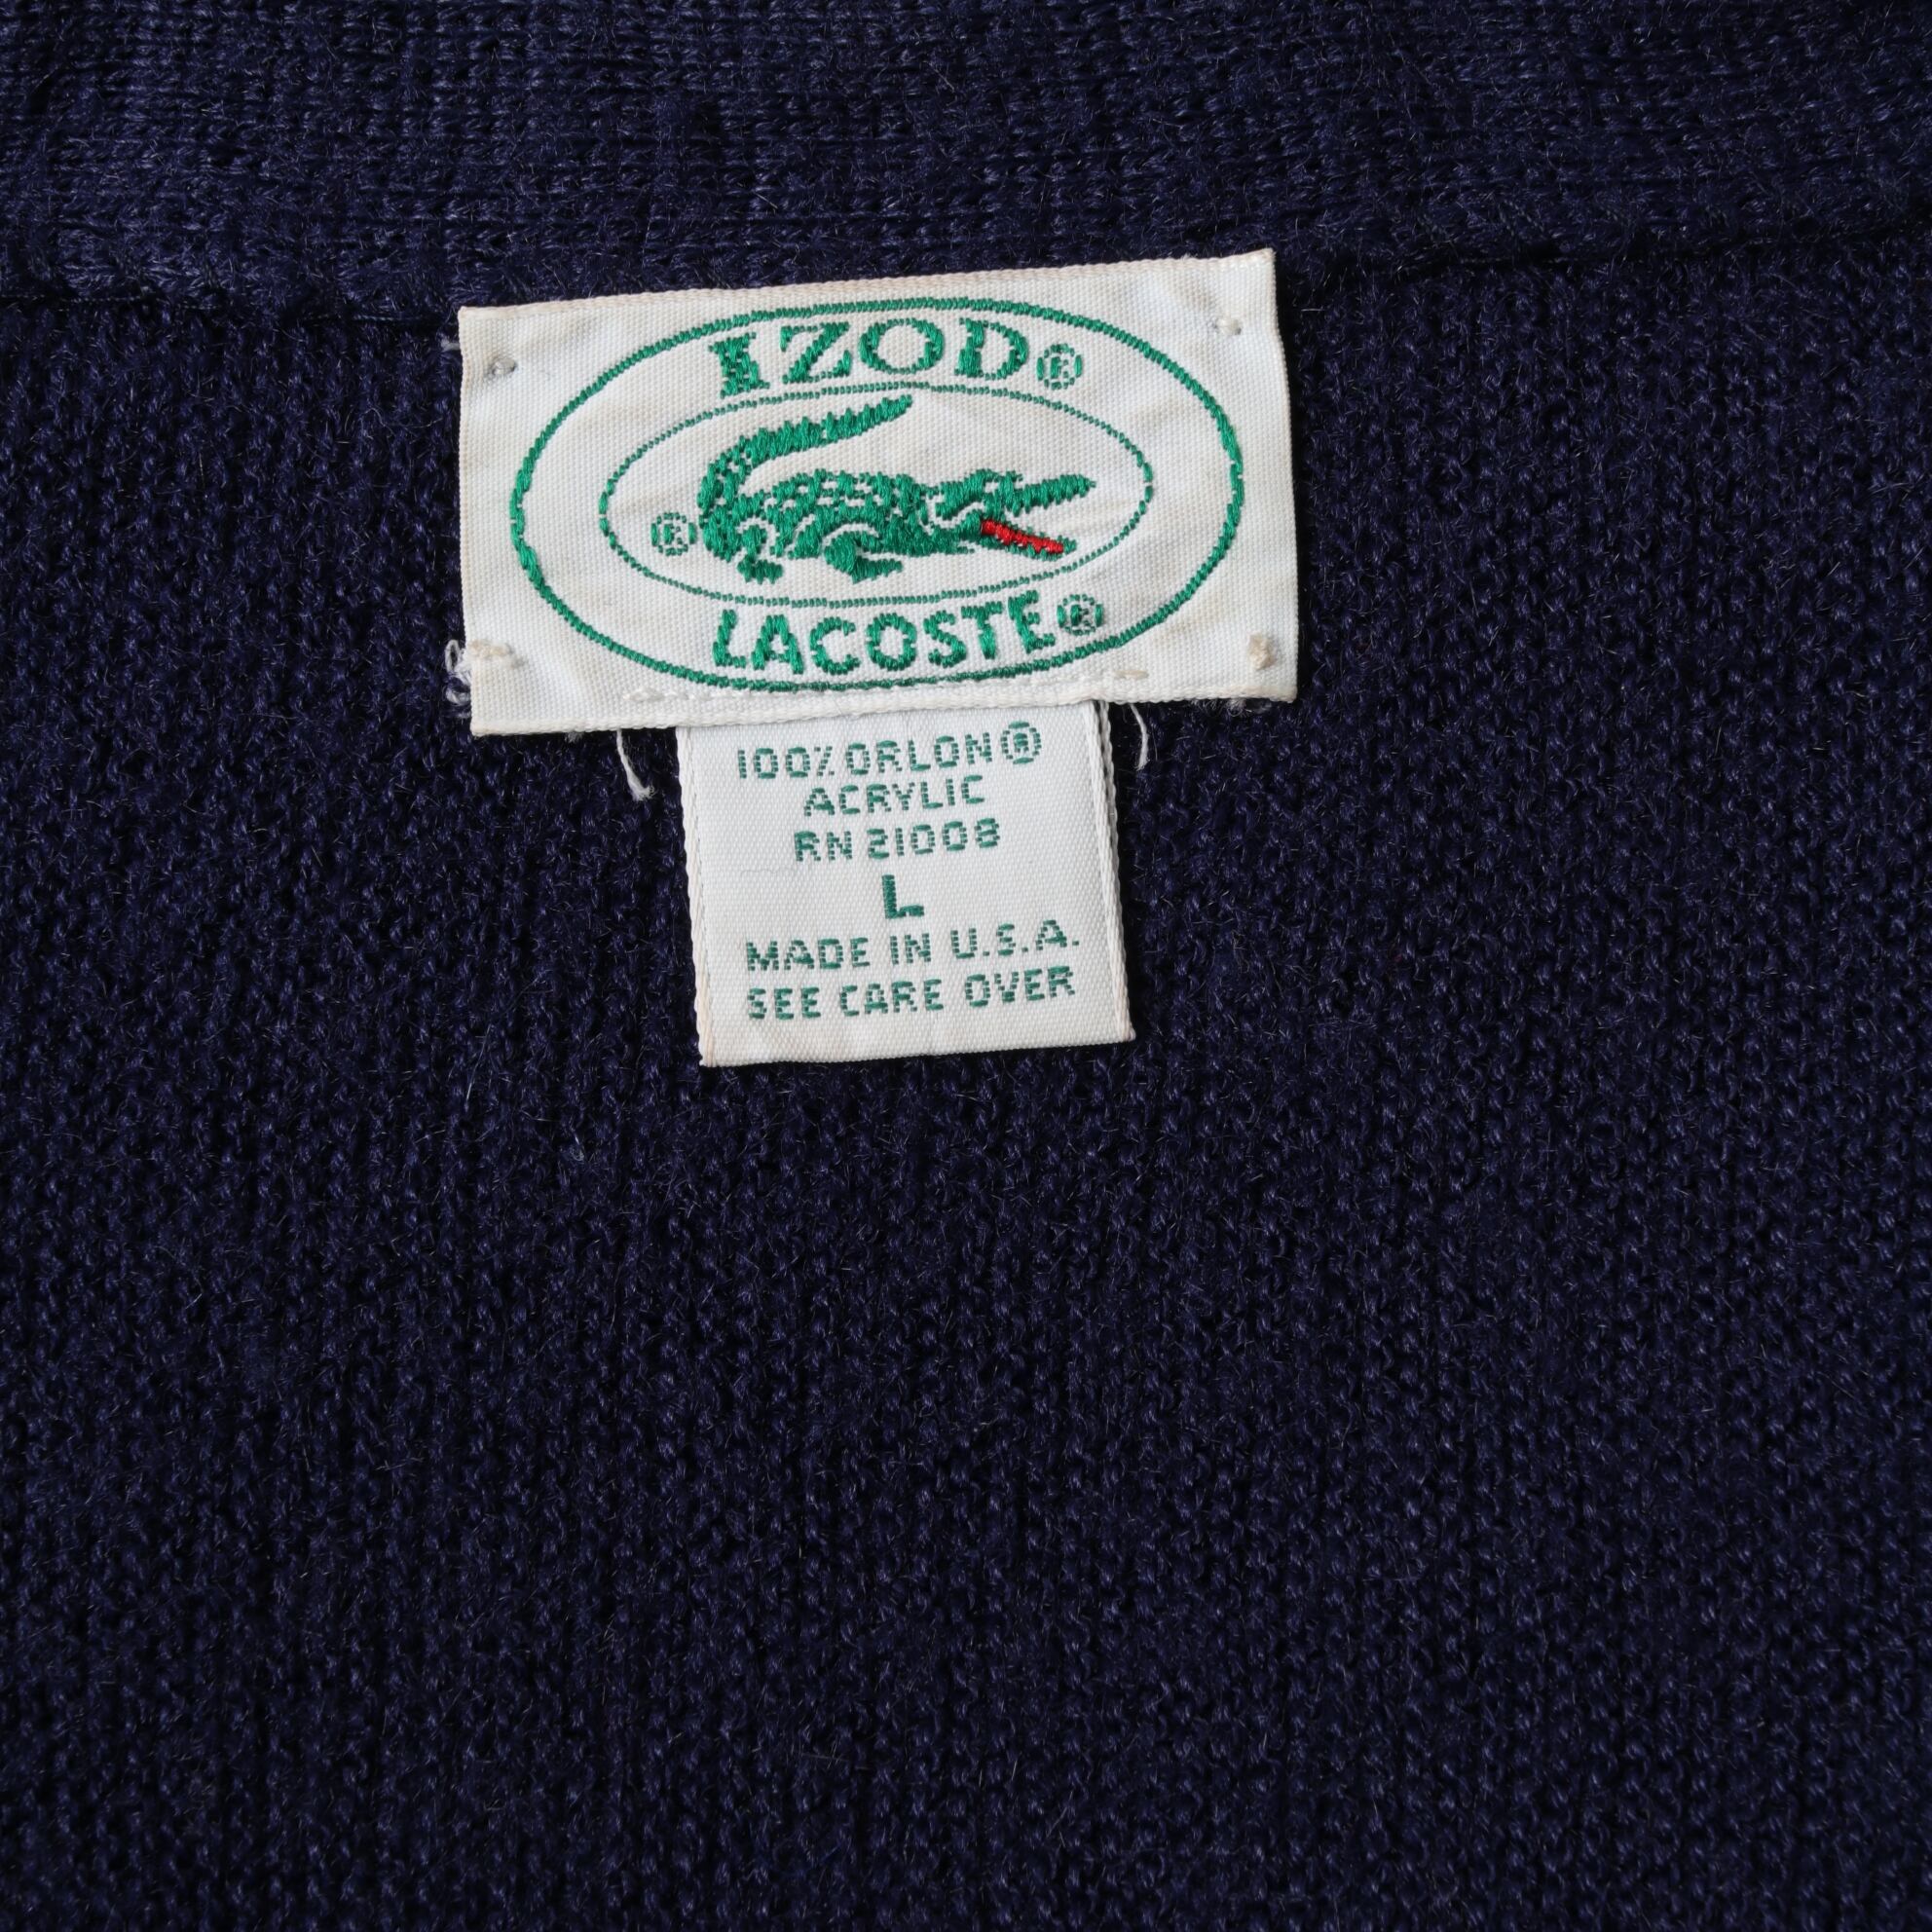 IZOD®
®
LACOSTE®
100% ORLON®
ACRYLIC
RN 21008
L
MADE IN U.S.A.
SEE CARE OVER